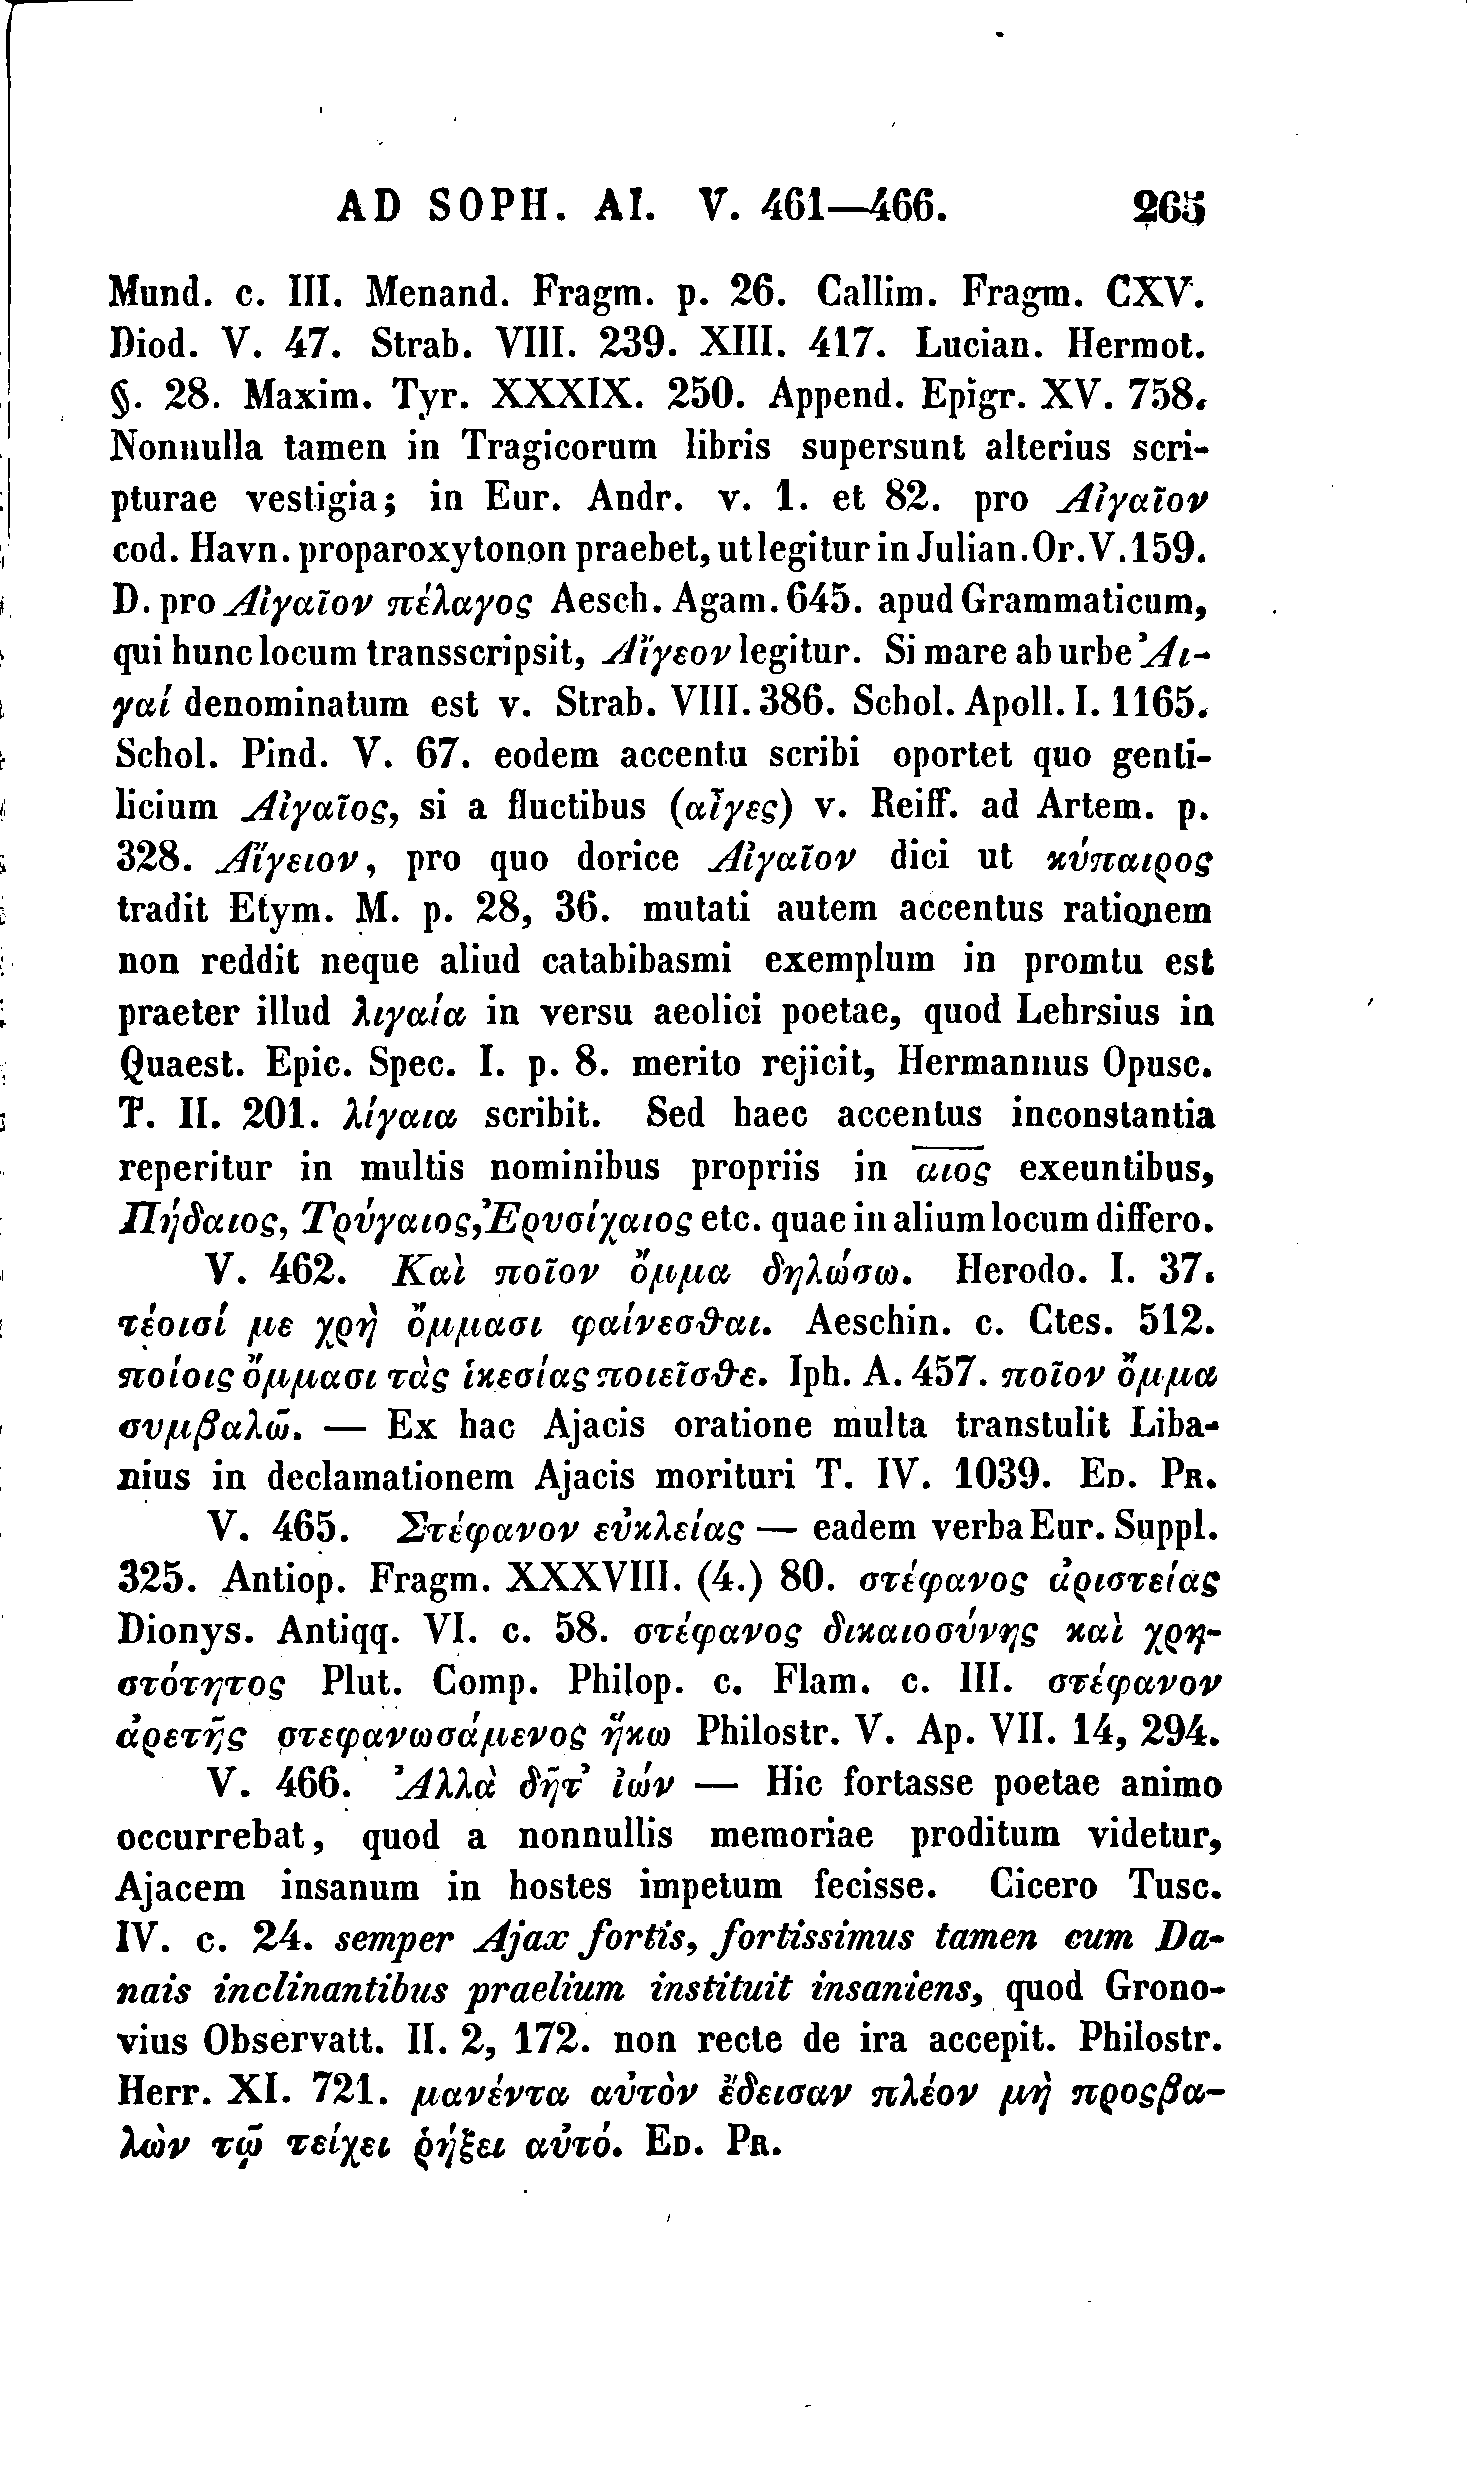 AD SOPH. AI. V. 461—466. 265
Mund. c. III. Menand. Fragm. p. 26. Callim. Fragm. CXV.
Diod. V. 47. Strab. VIII. 239. XIII. 417. Lucian. Hermot.
§. 28. Maxim. Tyr. XXXIX. 250. Append. Epigr. XV. 758.
Nonnulla tamen in Tragicorum libris supersunt alterius scri-
pturae vestigia; in Eur. Andr. v. 1. et 82. pro Αἰγαῖον
cod. Havn. proparoxytonon praebet, ut legitur in Julian. Or. V. 159.
D. pro Αἰγαῖον πέλαγος Aesch. Agam. 645. apud Grammaticum,
qui hunc locum transscripsit, Αἴγεον legitur. Si mare ab urbe Ἀι-
γαί denominatum est v. Strab. VIII. 386. Schol. Apoll. I. 1165.
Schol. Pind. V. 67. eodem accentu scribi oportet quo genti-
licium Αἰγαῖος, si a fluctibus (αἶγες) v. Reiff. ad Artem. p.
328. Αἴγειον, pro quo dorice Αἰγαῖον dici ut κύπαιρος
tradit Etym. M. p. 28, 36. mutati autem accentus rationem
non reddit neque aliud catabibasmi exemplum in promtu est
praeter illud λιγαία in versu aeolici poetae, quod Lehrsius in
Quaest. Epic. Spec. I. p. 8. merito rejicit, Hermannus Opusc.
T. II. 201. λίγαια scribit. Sed haec accentus inconstantia
reperitur in multis nominibus propriis in αιος exeuntibus,
Πήδαιος, Τρύγαιος, Ἐρυσίχαιος etc. quae in alium locum differo.
V. 462. Καὶ ποῖον ὄμμα δηλώσω. Herodo. I. 37.
τέοισί με χρὴ ὄμμασι φαίνεσθαι. Aeschin. c. Ctes. 512.
ποίοις ὄμμασι τὰς ἱκεσίας ποιεῖσθε. Iph. A. 457. ποῖον ὄμμα
συμβαλῶ. — Ex hac Ajacis oratione multa transtulit Liba-
nius in declamationem Ajacis morituri T. IV. 1039. ED. PR.
V. 465. Στέφανον εὐκλείας — eadem verba Eur. Suppl.
325. Antiop. Fragm. XXXVIII. (4.) 80. στέφανος ἀριστείας
Dionys. Antiqq. VI. c. 58. στέφανος δικαιοσύνης καὶ χρη-
στότητος Plut. Comp. Philop. c. Flam. c. III. στέφανον
ἀρετῆς στεφανωσάμενος ἥκω Philostr. V. Ap. VII. 14, 294.
V. 466. Ἀλλὰ δῆτ’ ἰών — Hic fortasse poetae animo
occurrebat, quod a nonnullis memoriae proditum videtur,
Ajacem insanum in hostes impetum fecisse. Cicero Tusc.
IV. c. 24. semper Ajax fortis, fortissimus tamen cum Da-
nais inclinantibus praelium instituit insaniens, quod Grono-
vius Observatt. II. 2, 172. non recte de ira accepit. Philostr.
Herr. XI. 721. μανέντα αὐτὸν ἔδεισαν πλέον μὴ προςβα-
λὼν τῷ τείχει ῥήξει αὐτό. ED. PR.